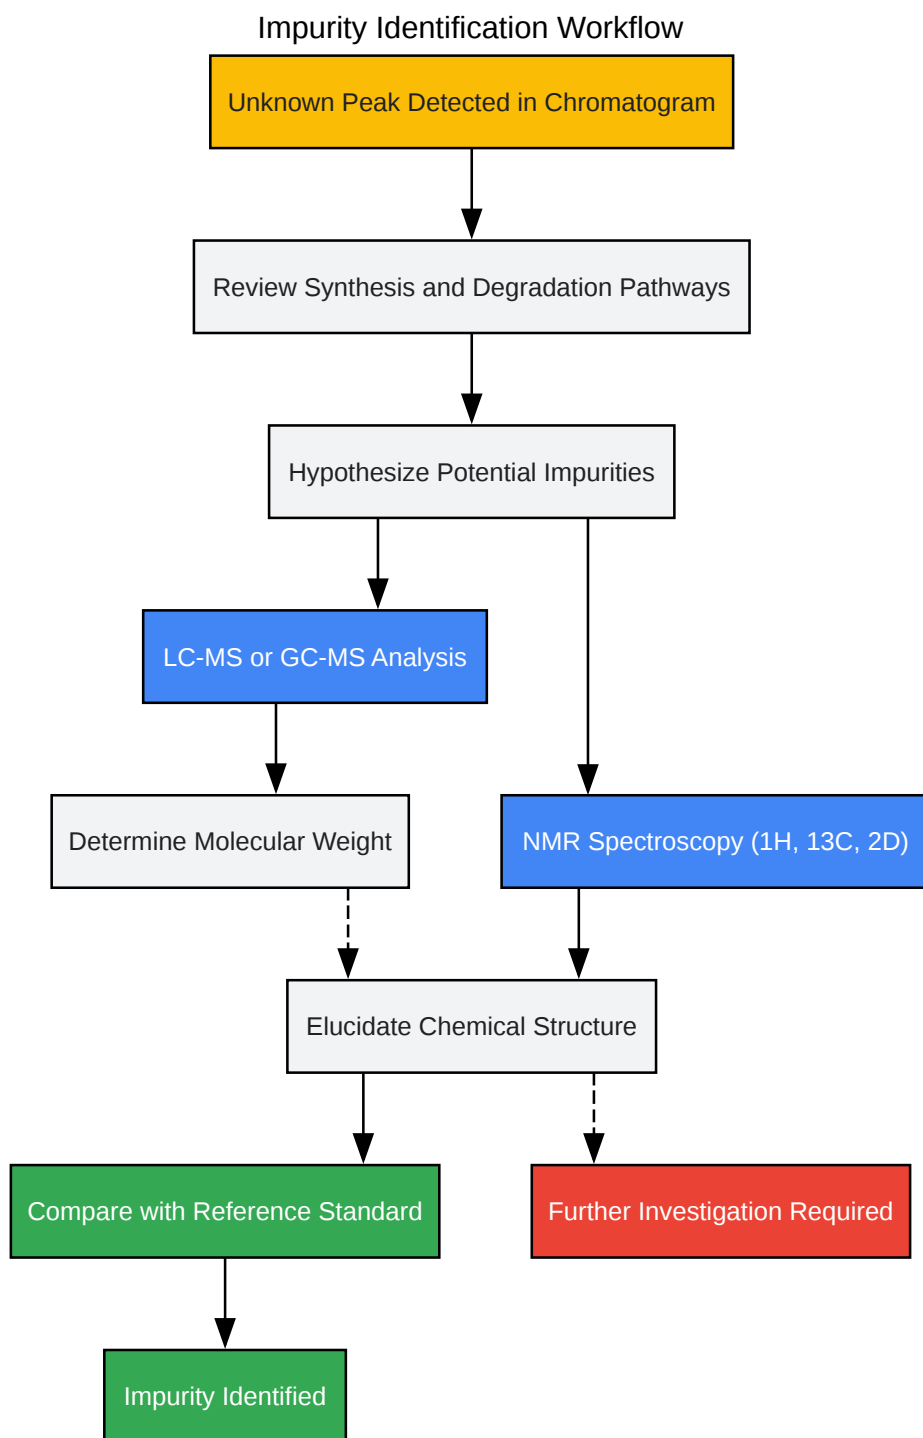 Impurity Identification Workflow
Unknown Peak Detected in Chromatogram
Review Synthesis and Degradation Pathways
Hypothesize Potential Impurities
LC-MS or GC-MS Analysis
Determine Molecular Weight
NMR Spectroscopy (1H, 13C, 2D)
Elucidate Chemical Structure
Compare with Reference Standard
Further Investigation Required
Impurity Identified